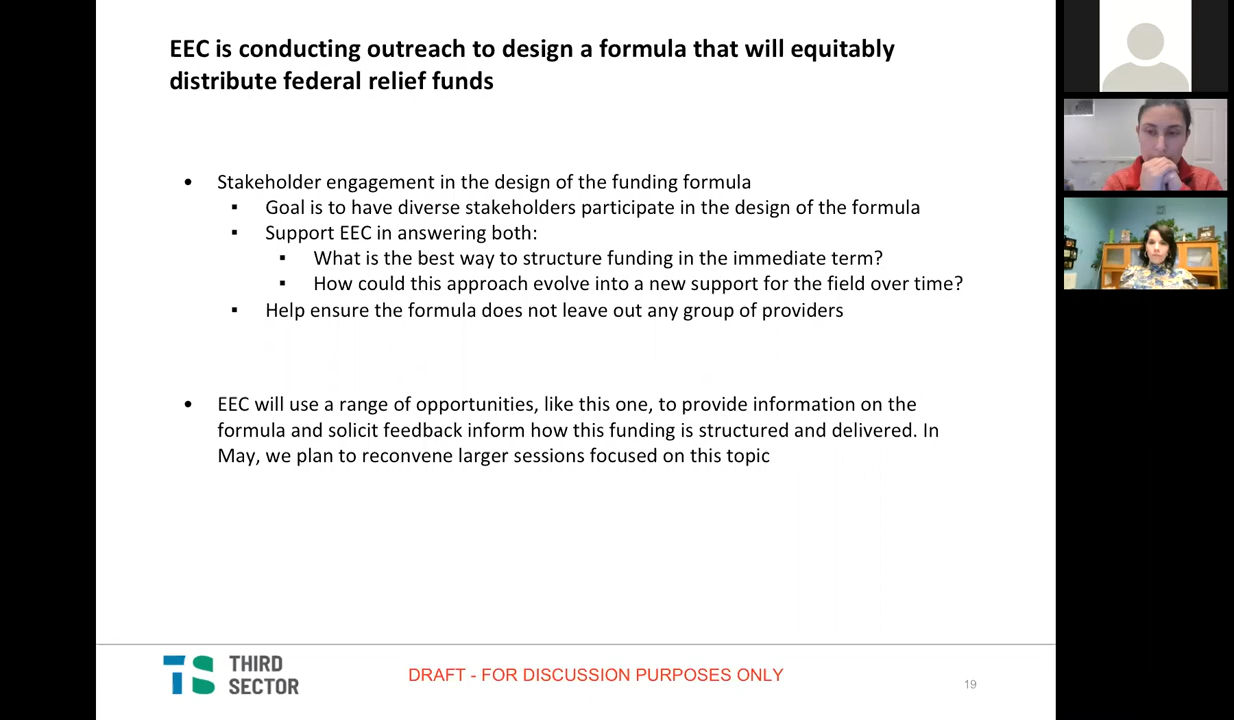 EEC is conducting outreach to design a formula that will equitably
distribute federal relief funds
• Stakeholder engagement in the design of the funding formula
▪ Goal is to have diverse stakeholders participate in the design of the formula
▪ Support EEC in answering both:
▪ What is the best way to structure funding in the immediate term?
▪ How could this approach evolve into a new support for the field over time?
▪ Help ensure the formula does not leave out any group of providers
• EEC will use a range of opportunities, like this one, to provide information on the
formula and solicit feedback inform how this funding is structured and delivered. In
May, we plan to reconvene larger sessions focused on this topic
TS THIRD
SECTOR
DRAFT - FOR DISCUSSION PURPOSES ONLY
19